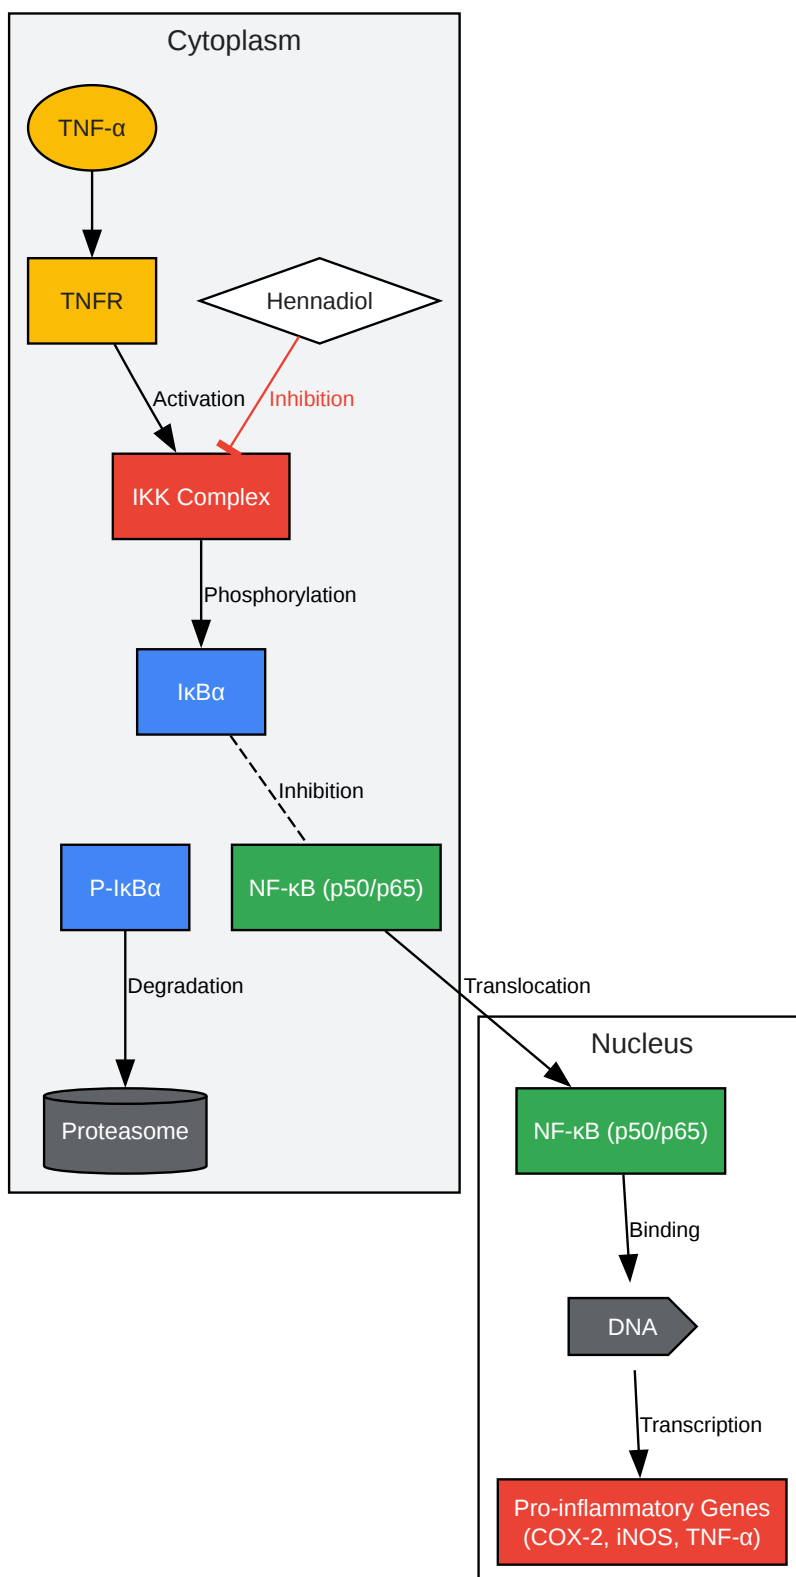 Cytoplasm
TNF-α
TNFR
Hennadiol
Activation
Inhibition
IKK Complex
Phosphorylation
IκBα
Inhibition
P-IκBα
NF-κB (p50/p65)
Degradation
Translocation
Proteasome
Nucleus
NF-κB (p50/p65)
Binding
DNA
Transcription
Pro-inflammatory Genes
(COX-2, iNOS, TNF-α)